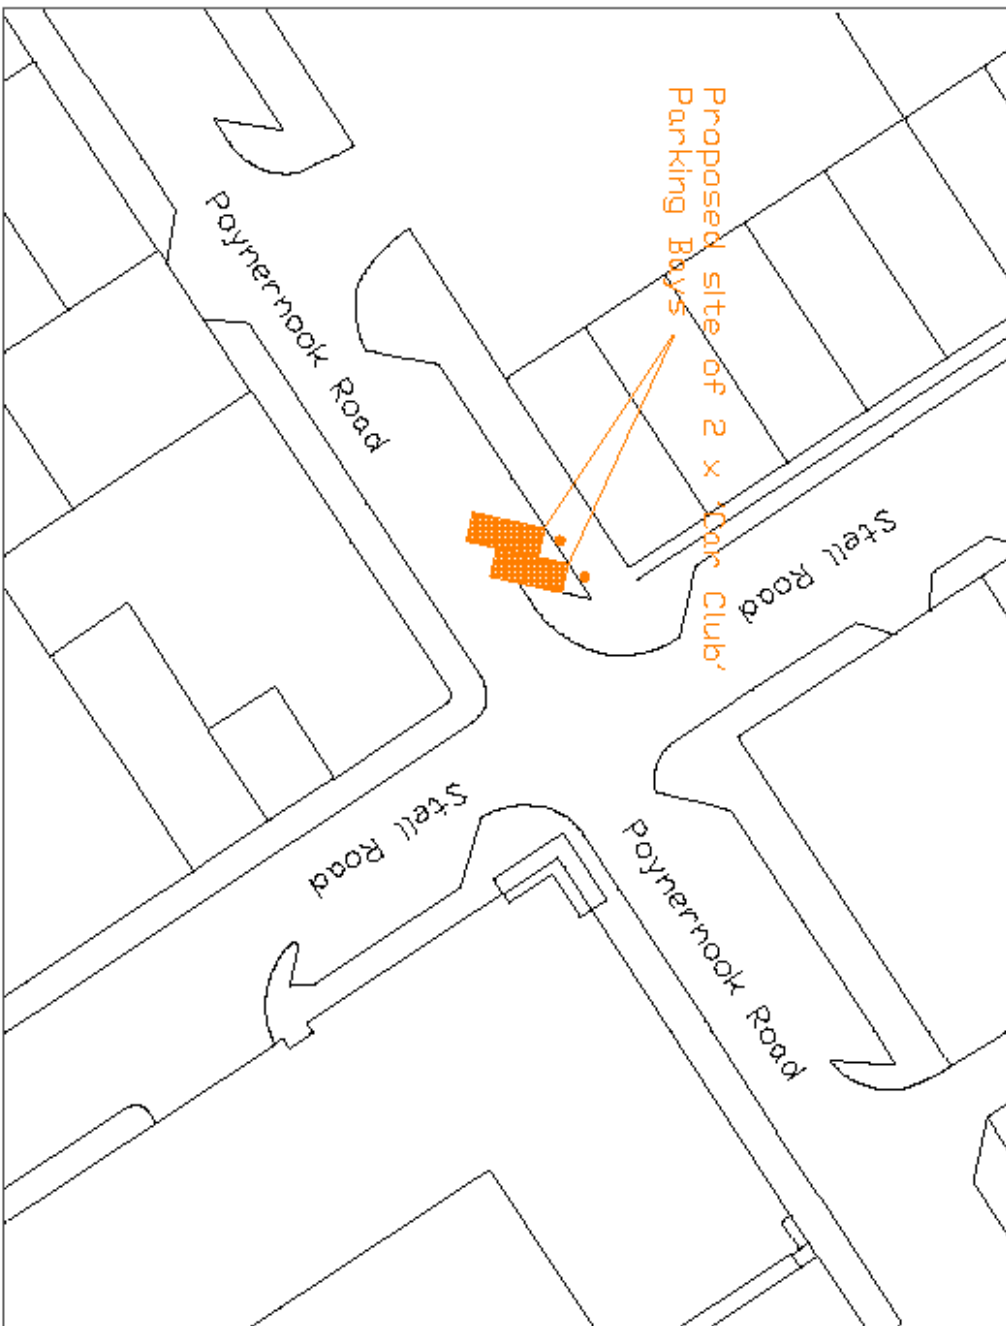 Proposed site of 2 x 'Car Club'
Parking Bays
Poynernook Road
Stell Road
Stell Road
Poynernook Road